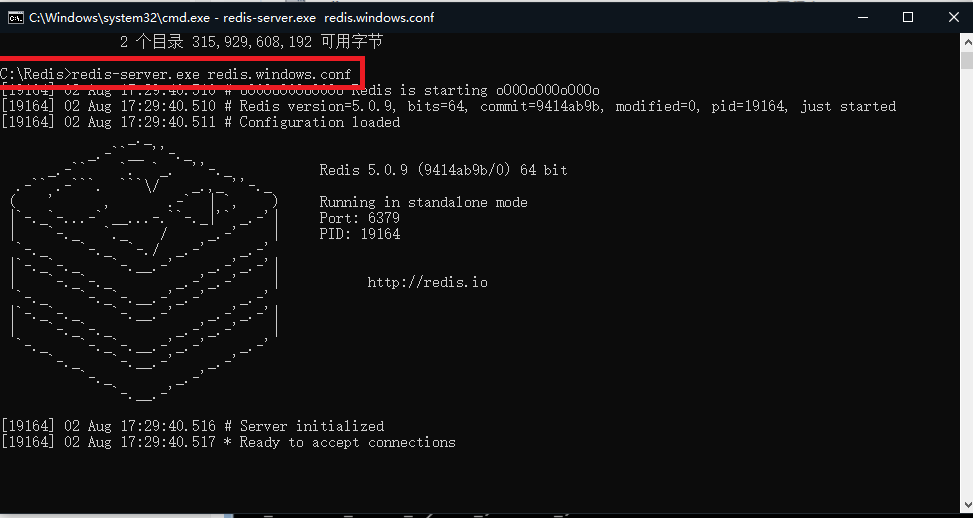 C:\Windows\system32\cmd.exe - redis-server.exe  redis.windows.conf
2 个目录 315,929,608,192 可用字节
C:\Redis>redis-server.exe redis.windows.conf
[19164] 02 Aug 17:29:40.510 # oO0OoO0OoO0Oo Redis is starting oO0OoO0OoO0Oo
[19164] 02 Aug 17:29:40.510 # Redis version=5.0.9, bits=64, commit=9414ab9b, modified=0, pid=19164, just started
[19164] 02 Aug 17:29:40.511 # Configuration loaded
Redis 5.0.9 (9414ab9b/0) 64 bit
Running in standalone mode
Port: 6379
PID: 19164
http://redis.io
[19164] 02 Aug 17:29:40.516 # Server initialized
[19164] 02 Aug 17:29:40.517 * Ready to accept connections